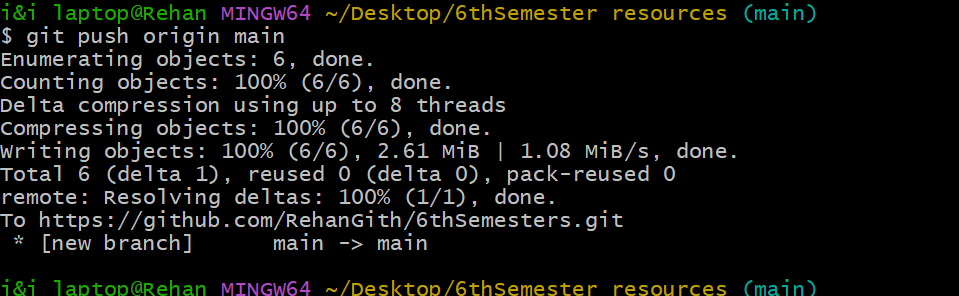 i&i laptop@Rehan MINGW64 ~/Desktop/6thSemester resources (main)
$ git push origin main
Enumerating objects: 6, done.
Counting objects: 100% (6/6), done.
Delta compression using up to 8 threads
Compressing objects: 100% (6/6), done.
Writing objects: 100% (6/6), 2.61 MiB | 1.08 MiB/s, done.
Total 6 (delta 1), reused 0 (delta 0), pack-reused 0
remote: Resolving deltas: 100% (1/1), done.
To https://github.com/RehanGith/6thSemesters.git
 * [new branch]      main -> main
i&i laptop@Rehan MINGW64 ~/Desktop/6thSemester resources (main)